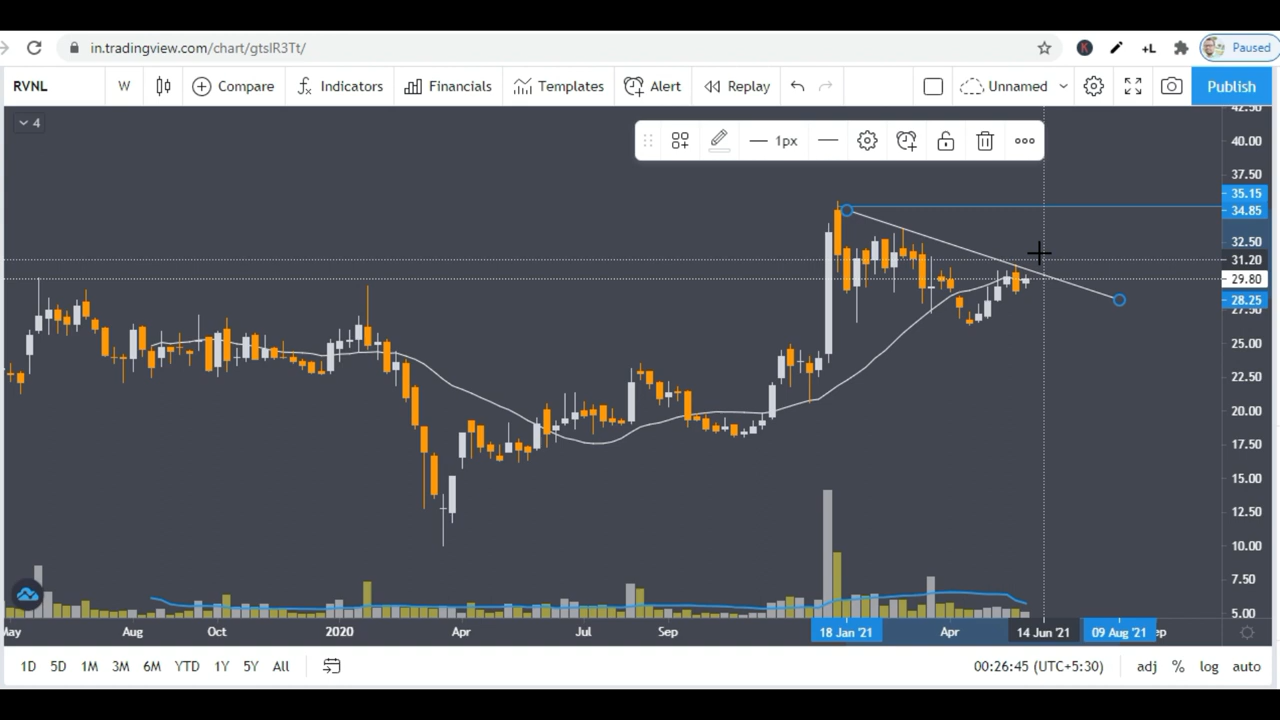 in.tradingview.com/chart/gtsIR3Tt/
K
+L
Paused
RVNL W Compare Indicators Financials Templates Alert Replay Unnamed Publish
4
1px
42.50
40.00
37.50
35.15
34.85
32.50
31.20
29.80
28.25
27.50
25.00
22.50
20.00
17.50
15.00
12.50
10.00
7.50
5.00
May Aug Oct 2020 Apr Jul Sep 18 Jan '21 Apr 14 Jun '21 09 Aug '21 ep
1D 5D 1M 3M 6M YTD 1Y 5Y All 00:26:45 (UTC+5:30) adj % log auto